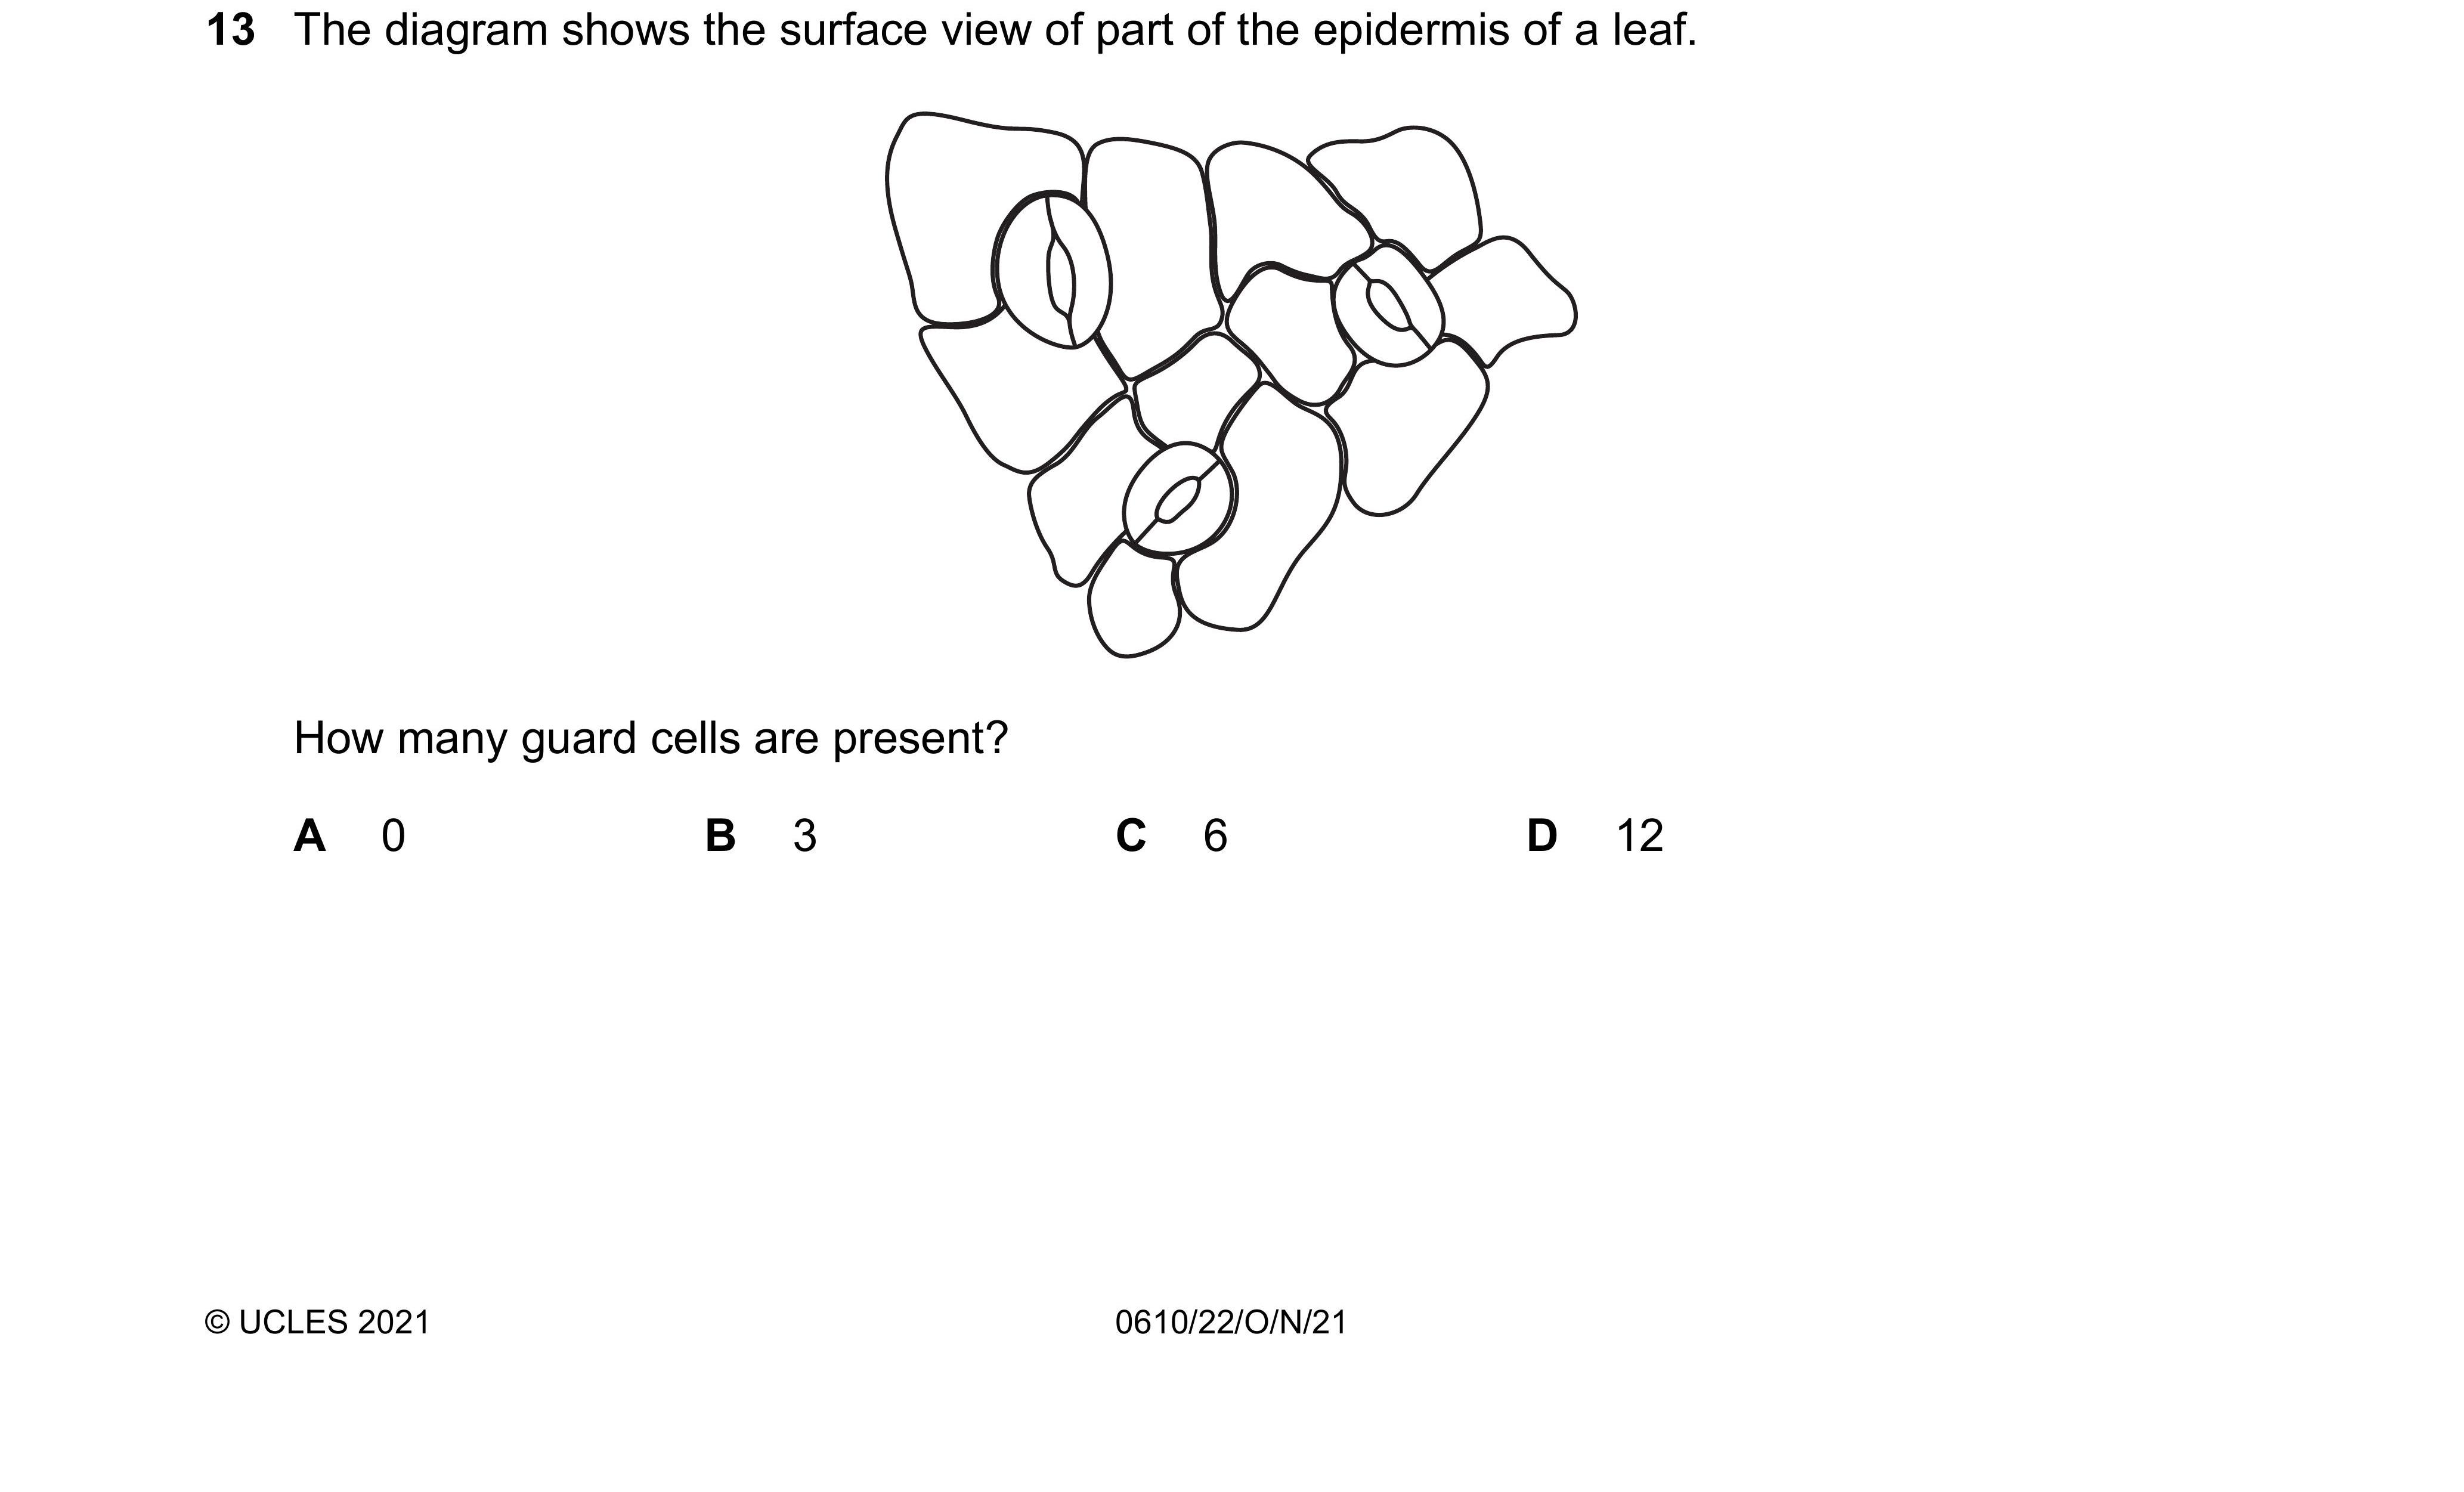 13 The diagram shows the surface view of part of the epidermis of a leaf.
How many guard cells are present?
A 0 B 3 C 6 D 12
© UCLES 2021 0610/22/O/N/21